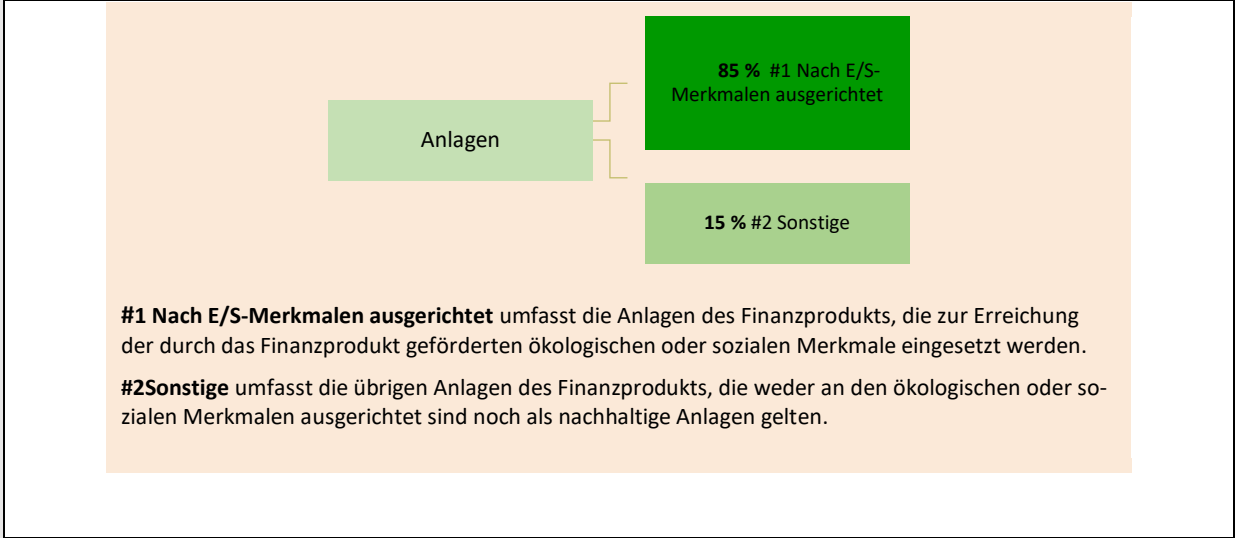 85 % #1 Nach E/S-
Merkmalen ausgerichtet
Anlagen
15 % #2 Sonstige
#1 Nach E/S-Merkmalen ausgerichtet umfasst die Anlagen des Finanzprodukts, die zur Erreichung
der durch das Finanzprodukt geförderten ökologischen oder sozialen Merkmale eingesetzt werden.
#2Sonstige umfasst die übrigen Anlagen des Finanzprodukts, die weder an den ökologischen oder so-
zialen Merkmalen ausgerichtet sind noch als nachhaltige Anlagen gelten.